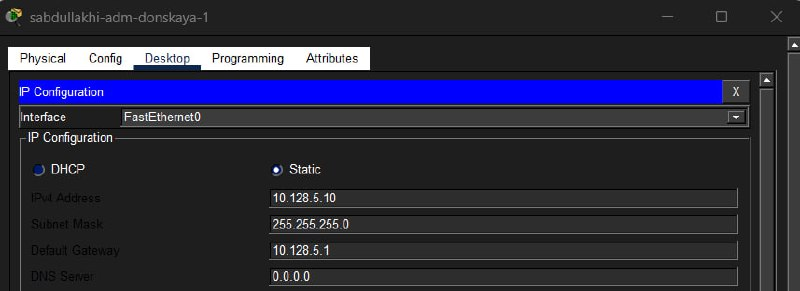 sabdullakhi-adm-donskaya-1
Physical Config Desktop Programming Attributes
IP Configuration X
Interface FastEthernet0
IP Configuration
DHCP Static
IPv4 Address 10.128.5.10
Subnet Mask 255.255.255.0
Default Gateway 10.128.5.1
DNS Server 0.0.0.0